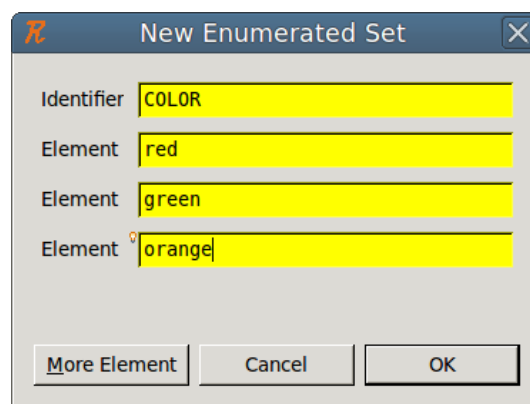 New Enumerated Set
Identifier COLOR
Element red
Element green
Element orange
More Element Cancel OK